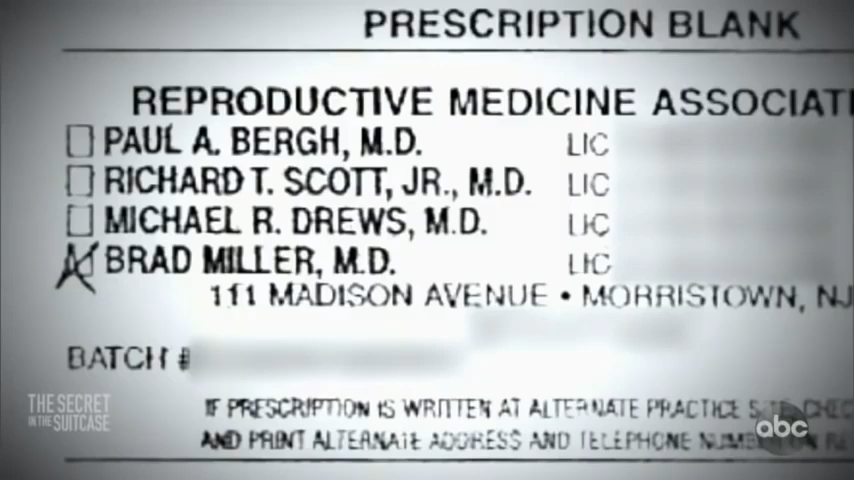 PRESCRIPTION BLANK
REPRODUCTIVE MEDICINE ASSOCIATI
PAUL A. BERGH, M.D. LIC
RICHARD T. SCOTT, JR., M.D. LIC
MICHAEL R. DREWS, M.D. LIC
BRAD MILLER, M.D. LIC
111 MADISON AVENUE • MORRISTOWN, NJ
BATCH #
IF PRESCRIPTION IS WRITTEN AT ALTERNATE PRACTICE
AND PRINT ALTERNATE ADDRESS AND TELEPHONE
THE SECRET
IN THE
SUITCASE
abc